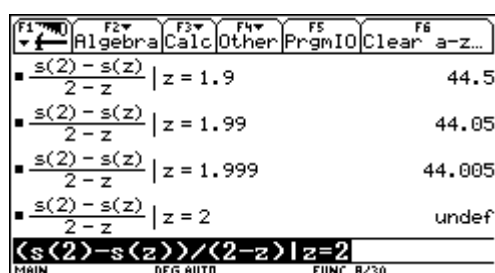 F1 F2 F3 F4 F5 F6
Algebra Calc Other PrgmIO Clear a-z…
s(2) − s(z)
2 − z | z = 1.9 44.5
s(2) − s(z)
2 − z | z = 1.99 44.05
s(2) − s(z)
2 − z | z = 1.999 44.005
s(2) − s(z)
2 − z | z = 2 undef
(s(2)-s(z))/(2-z)|z=2
MAIN DEG AUTO FUNC 8/30